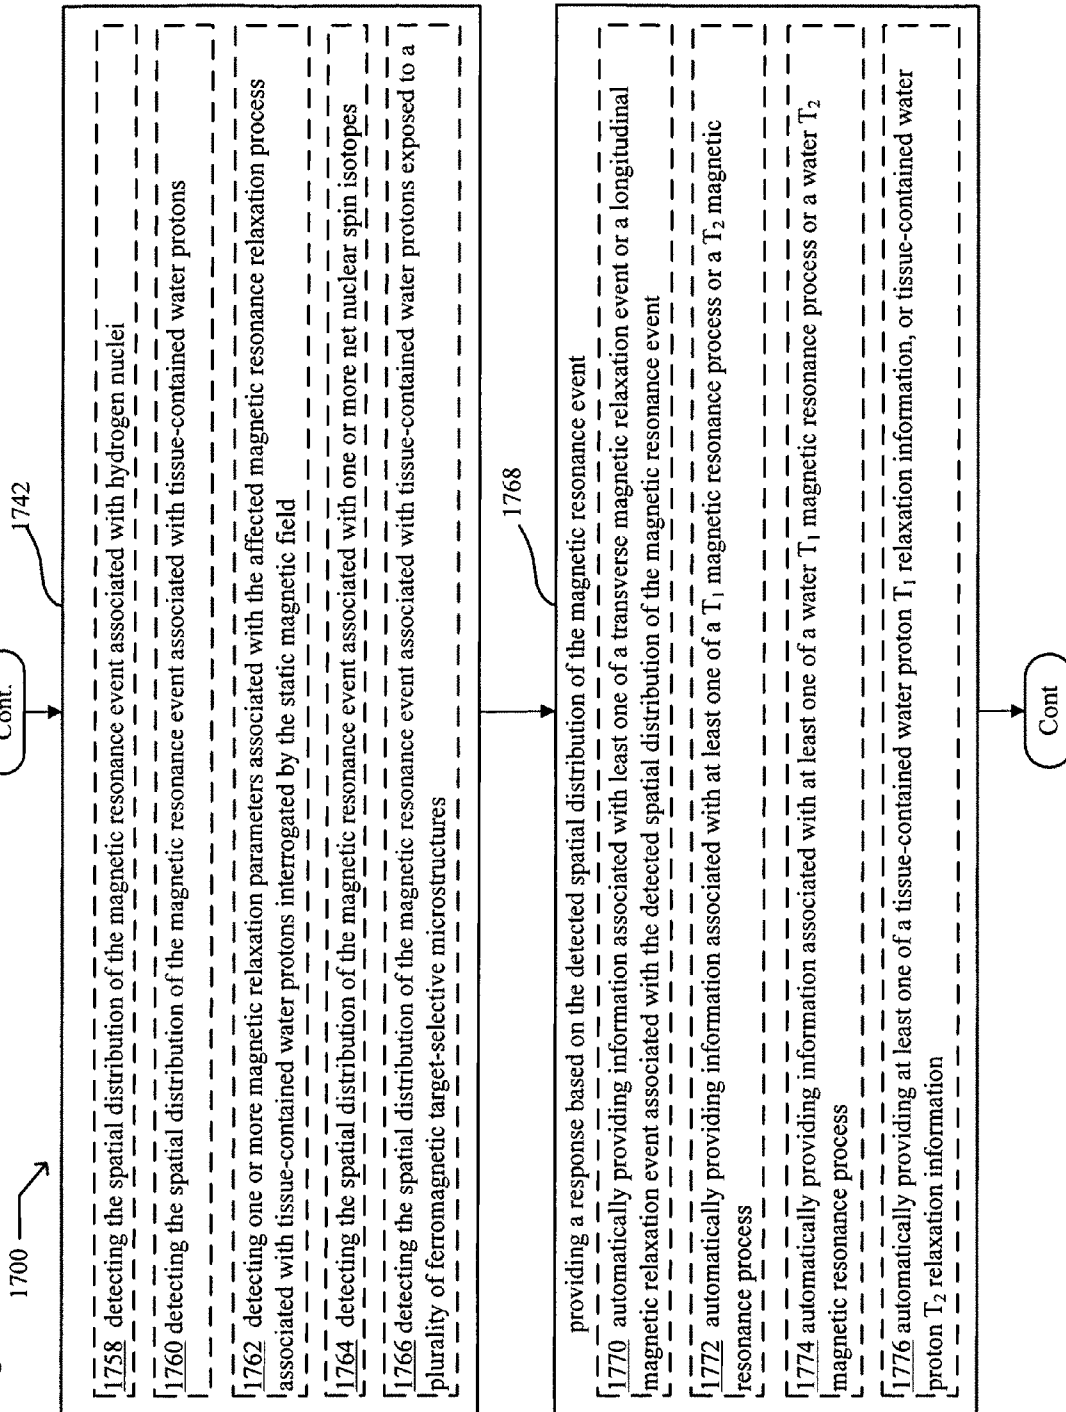 1700
Cont.
1742
1758 detecting the spatial distribution of the magnetic resonance event associated with hydrogen nuclei
1760 detecting the spatial distribution of the magnetic resonance event associated with tissue-contained water protons
1762 detecting one or more magnetic relaxation parameters associated with the affected magnetic resonance relaxation process
associated with tissue-contained water protons interrogated by the static magnetic field
1764 detecting the spatial distribution of the magnetic resonance event associated with one or more net nuclear spin isotopes
1766 detecting the spatial distribution of the magnetic resonance event associated with tissue-contained water protons exposed to a
plurality of ferromagnetic target-selective microstructures
1768
providing a response based on the detected spatial distribution of the magnetic resonance event
1770 automatically providing information associated with least one of a transverse magnetic relaxation event or a longitudinal
magnetic relaxation event associated with the detected spatial distribution of the magnetic resonance event
1772 automatically providing information associated with at least one of a T1 magnetic resonance process or a T2 magnetic
resonance process
1774 automatically providing information associated with at least one of a water T1 magnetic resonance process or a water T2
magnetic resonance process
1776 automatically providing at least one of a tissue-contained water proton T1 relaxation information, or tissue-contained water
proton T2 relaxation information
Cont